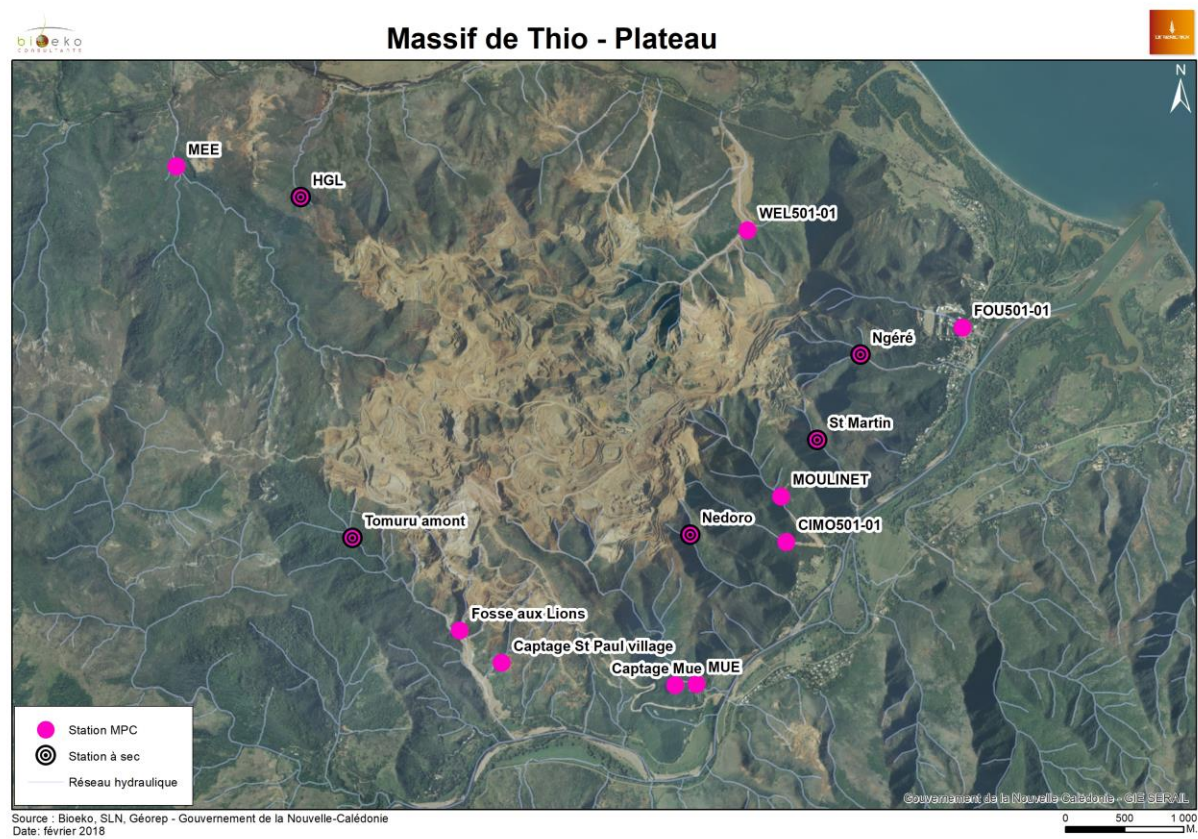 bioeko
CONSULTANTS
Massif de Thio - Plateau
LE NICKEL-SLN
N
MEE
HGL
WEL501-01
FOU501-01
Ngéré
St Martin
MOULINET
Nedoro
CIMO501-01
Tomuru amont
Fosse aux Lions
Captage St Paul village
Captage Mue
MUE
Station MPC
Station à sec
Réseau hydraulique
Gouvernement de la Nouvelle-Calédonie - GIE SERAIL
Source : Bioeko, SLN, Géorep - Gouvernement de la Nouvelle-Calédonie
Date: février 2018
0 500 1 000
M.